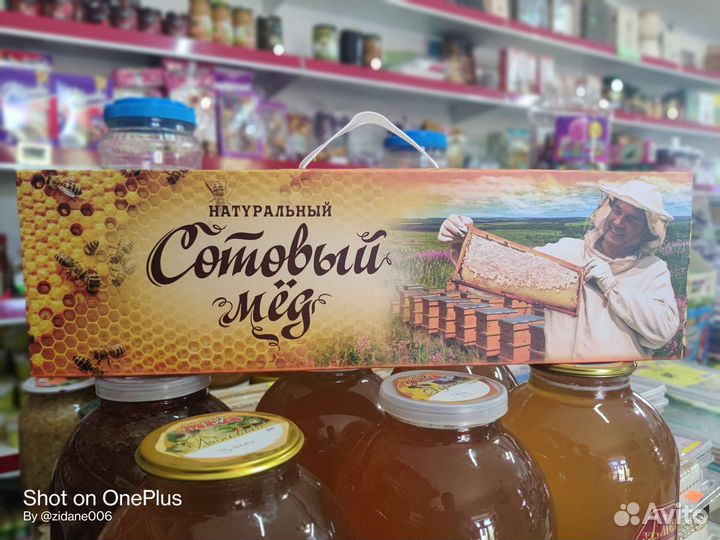 НАТУРАЛЬНЫЙ
Сотовый
мёд
Shot on OnePlus
By @zidane006
Avito